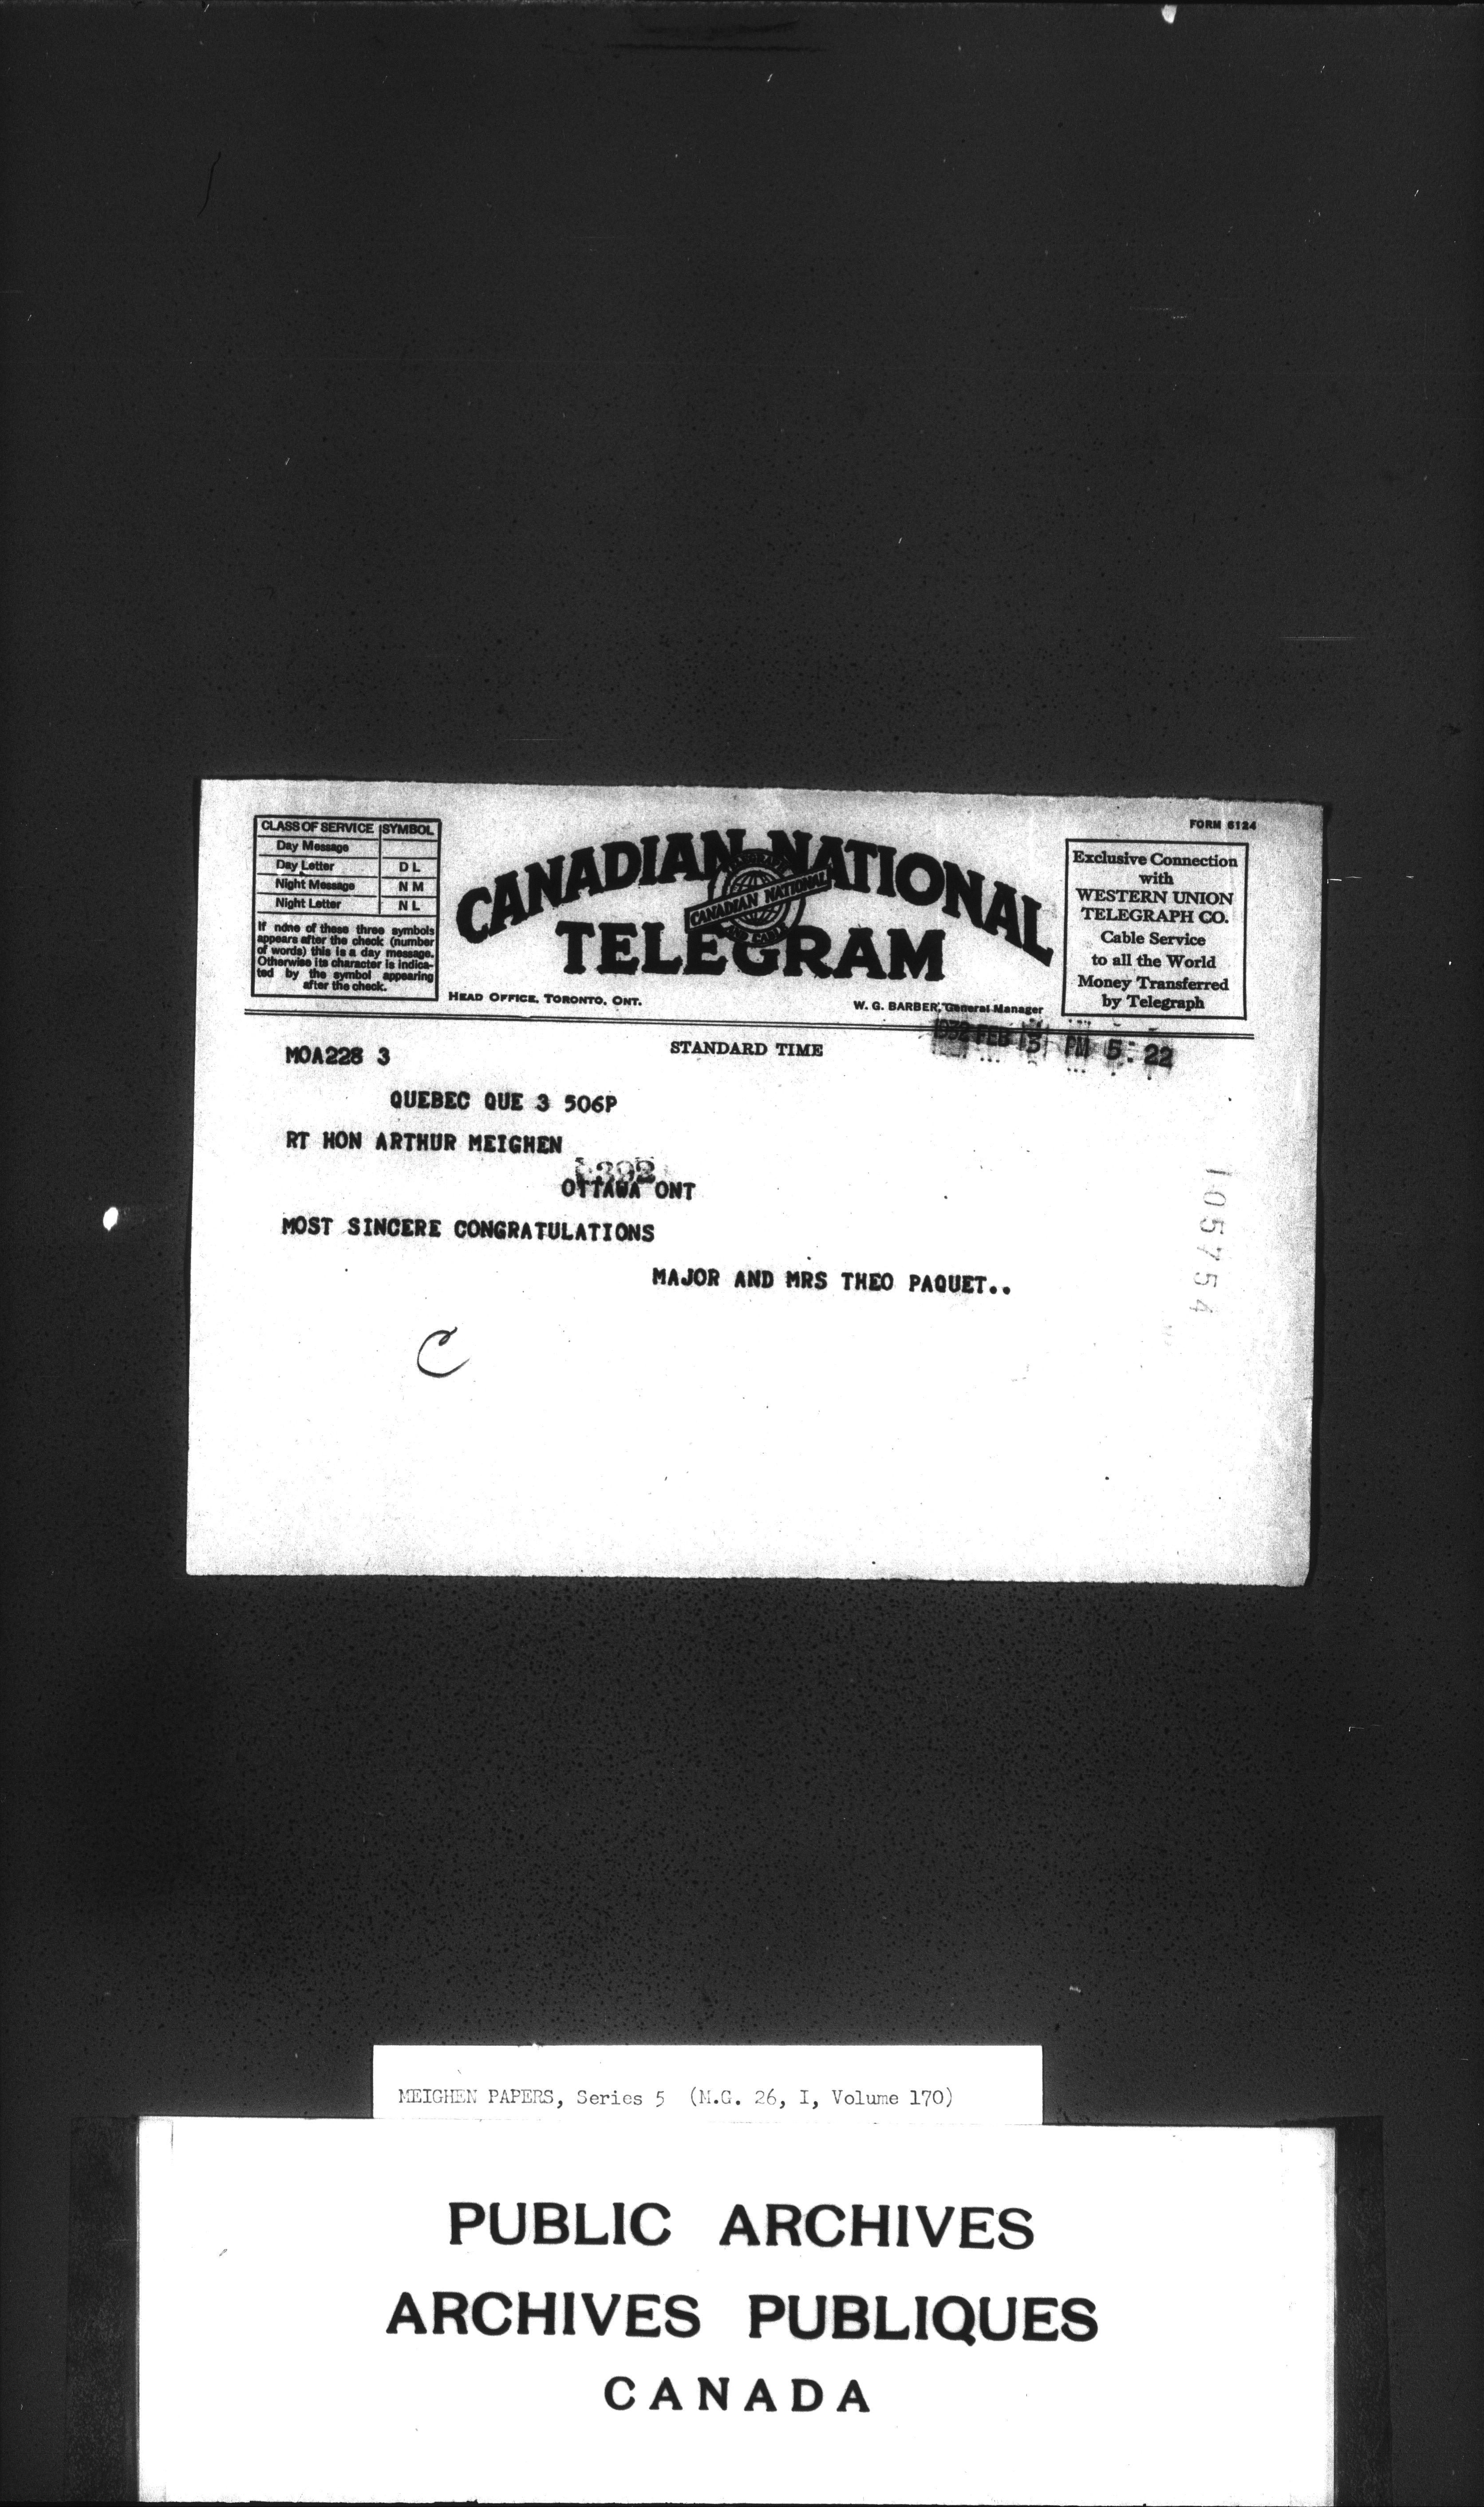 FORM 6124
CLASS OF SERVICE SYMBOL
Day Message
Day Letter D L
Night Message N M
Night Letter N L
If none of these three symbols
appears after the check (number
of words) this is a day message.
Otherwise its character is indica-
ted by the symbol appearing
after the check.
CANADIAN NATIONAL
CANADIAN NATIONAL
TELEGRAM
HEAD OFFICE, TORONTO, ONT.
W. G. BARBER, General Manager
Exclusive Connection
with
WESTERN UNION
TELEGRAPH CO.
Cable Service
to all the World
Money Transferred
by Telegraph
STANDARD TIME
1932 FEB 3 PM 5:22
MOA228 3
QUEBEC QUE 3 506P
RT HON ARTHUR MEIGHEN
OTTAWA ONT
MOST SINCERE CONGRATULATIONS
MAJOR AND MRS THEO PAQUET..
C
105754
MEIGHEN PAPERS, Series 5 (M.G. 26, I, Volume 170)
PUBLIC ARCHIVES
ARCHIVES PUBLIQUES
CANADA